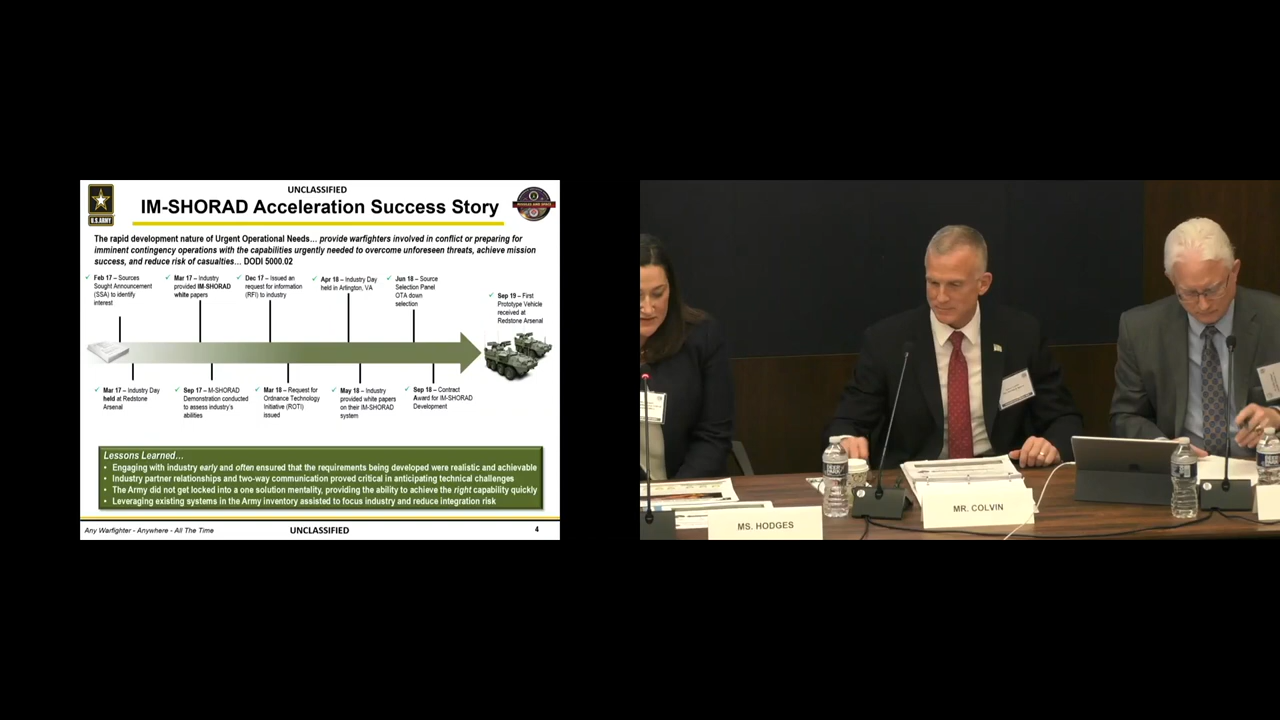 UNCLASSIFIED
IM-SHORAD Acceleration Success Story
U.S.ARMY
The rapid development nature of Urgent Operational Needs... provide warfighters involved in conflict or preparing for
imminent contingency operations with the capabilities urgently needed to overcome unforeseen threats, achieve mission
success, and reduce risk of casualties... DODI 5000.02
Feb 17 – Sources
Sought Announcement
(SSA) to identify
interest
Mar 17 – Industry
provided IM-SHORAD
white papers
Dec 17 – Issued an
request for information
(RFI) to industry
Apr 18 – Industry Day
held in Arlington, VA
Jun 18 – Source
Selection Panel
OTA down
selection
Sep 19 – First
Prototype Vehicle
received at
Redstone Arsenal
Mar 17 – Industry Day
held at Redstone
Arsenal
Sep 17 – M-SHORAD
Demonstration conducted
to assess industry's
abilities
Mar 18 – Request for
Ordnance Technology
Initiative (ROTI)
issued
May 18 – Industry
provided white papers
on their IM-SHORAD
system
Sep 18 – Contract
Award for IM-SHORAD
Development
Lessons Learned...
• Engaging with industry early and often ensured that the requirements being developed were realistic and achievable
• Industry partner relationships and two-way communication proved critical in anticipating technical challenges
• The Army did not get locked into a one solution mentality, providing the ability to achieve the right capability quickly
• Leveraging existing systems in the Army inventory assisted to focus industry and reduce integration risk
Any Warfighter - Anywhere - All The Time
UNCLASSIFIED
4
MS. HODGES
MR. COLVIN